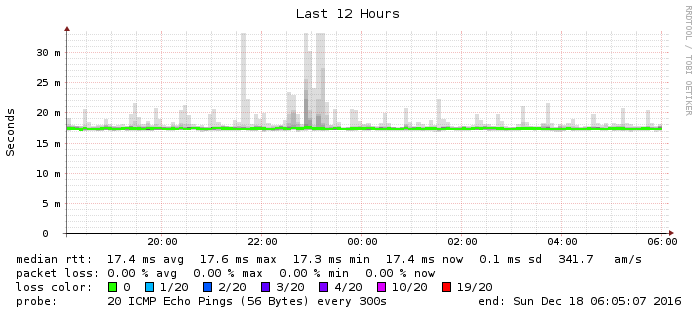 Last 12 Hours
RRDTOOL / TOBI OETIKER
Seconds
30 m
25 m
20 m
15 m
10 m
5 m
0
20:00 22:00 00:00 02:00 04:00 06:00
median rtt: 17.4 ms avg 17.6 ms max 17.3 ms min 17.4 ms now 0.1 ms sd 341.7 am/s
packet loss: 0.00 % avg 0.00 % max 0.00 % min 0.00 % now
loss color: 0 1/20 2/20 3/20 4/20 10/20 19/20
probe: 20 ICMP Echo Pings (56 Bytes) every 300s end: Sun Dec 18 06:05:07 2016